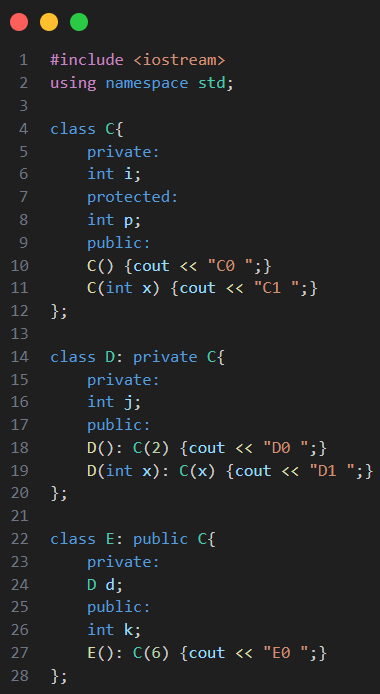 1 #include <iostream>
2 using namespace std;
3
4 class C{
5     private:
6     int i;
7     protected:
8     int p;
9     public:
10     C() {cout << "C0 ";}
11     C(int x) {cout << "C1 ";}
12 };
13
14 class D: private C{
15     private:
16     int j;
17     public:
18     D(): C(2) {cout << "D0 ";}
19     D(int x): C(x) {cout << "D1 ";}
20 };
21
22 class E: public C{
23     private:
24     D d;
25     public:
26     int k;
27     E(): C(6) {cout << "E0 ";}
28 };